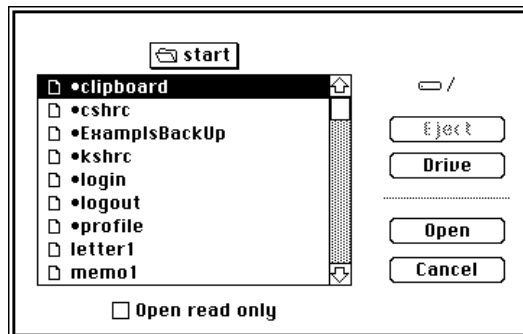 start
•clipboard
•cshrc
•ExamplsBackUp
•kshrc
•login
•logout
•profile
letter1
memo1
/
Eject
Drive
Open
Cancel
Open read only